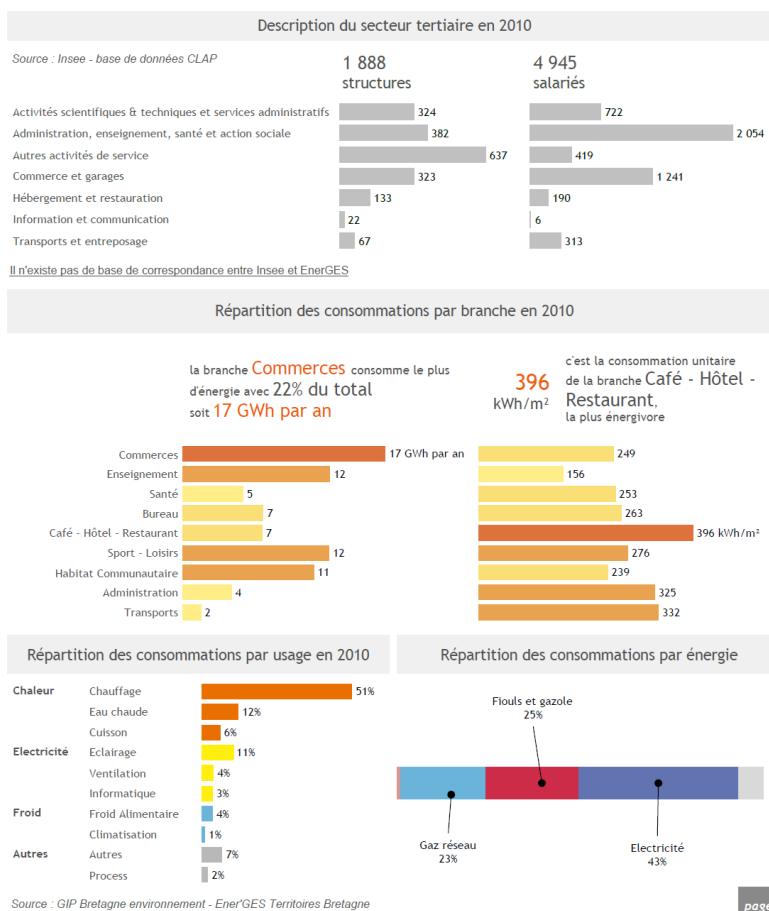 Description du secteur tertiaire en 2010
Source : Insee - base de données CLAP
1 888
structures
4 945
salariés
Activités scientifiques & techniques et services administratifs 324 722
Administration, enseignement, santé et action sociale 382 2 054
Autres activités de service 637 419
Commerce et garages 323 1 241
Hébergement et restauration 133 190
Information et communication 22 6
Transports et entreposage 67 313
Il n'existe pas de base de correspondance entre Insee et EnerGES
Répartition des consommations par branche en 2010
la branche Commerces consomme le plus
d'énergie avec 22% du total
soit 17 GWh par an
396
kWh/m²
c'est la consommation unitaire
de la branche Café - Hôtel -
Restaurant,
la plus énergivore
Commerces 17 GWh par an 249
Enseignement 12 156
Santé 5 253
Bureau 7 263
Café - Hôtel - Restaurant 7 396 kWh/m²
Sport - Loisirs 12 276
Habitat Communautaire 11 239
Administration 4 325
Transports 2 332
Répartition des consommations par usage en 2010
Chaleur Chauffage 51%
Eau chaude 12%
Cuisson 6%
Electricité Eclairage 11%
Ventilation 4%
Informatique 3%
Froid Froid Alimentaire 4%
Climatisation 1%
Autres Autres 7%
Process 2%
Répartition des consommations par énergie
Fiouls et gazole
25%
Gaz réseau
23%
Electricité
43%
Source : GIP Bretagne environnement - Ener'GES Territoires Bretagne
page